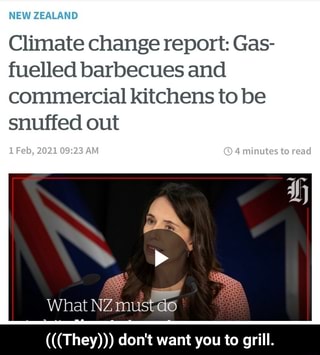 NEW ZEALAND
Climate change report: Gas-
fuelled barbecues and
commercial kitchens to be
snuffed out
1 Feb, 2021 09:23 AM
4 minutes to read
h
What NZ must do
(((They))) don't want you to grill.